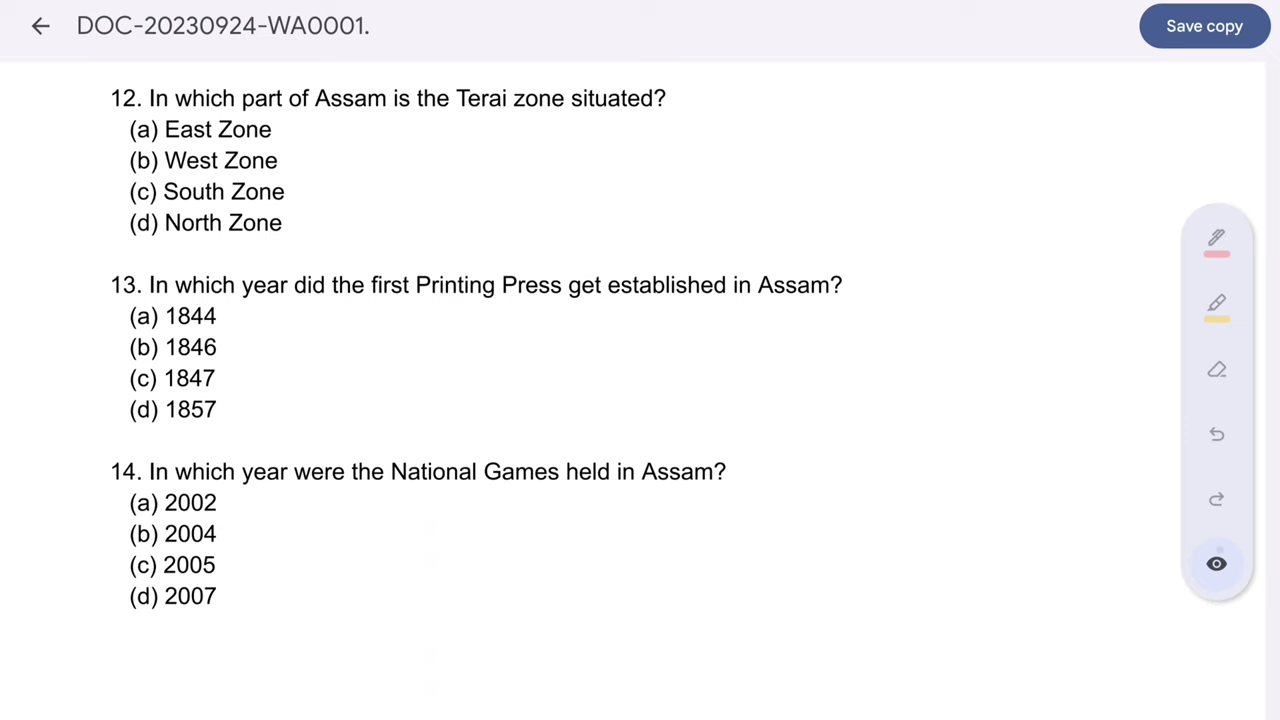 DOC-20230924-WA0001.
Save copy
12. In which part of Assam is the Terai zone situated?
(a) East Zone
(b) West Zone
(c) South Zone
(d) North Zone
13. In which year did the first Printing Press get established in Assam?
(a) 1844
(b) 1846
(c) 1847
(d) 1857
14. In which year were the National Games held in Assam?
(a) 2002
(b) 2004
(c) 2005
(d) 2007